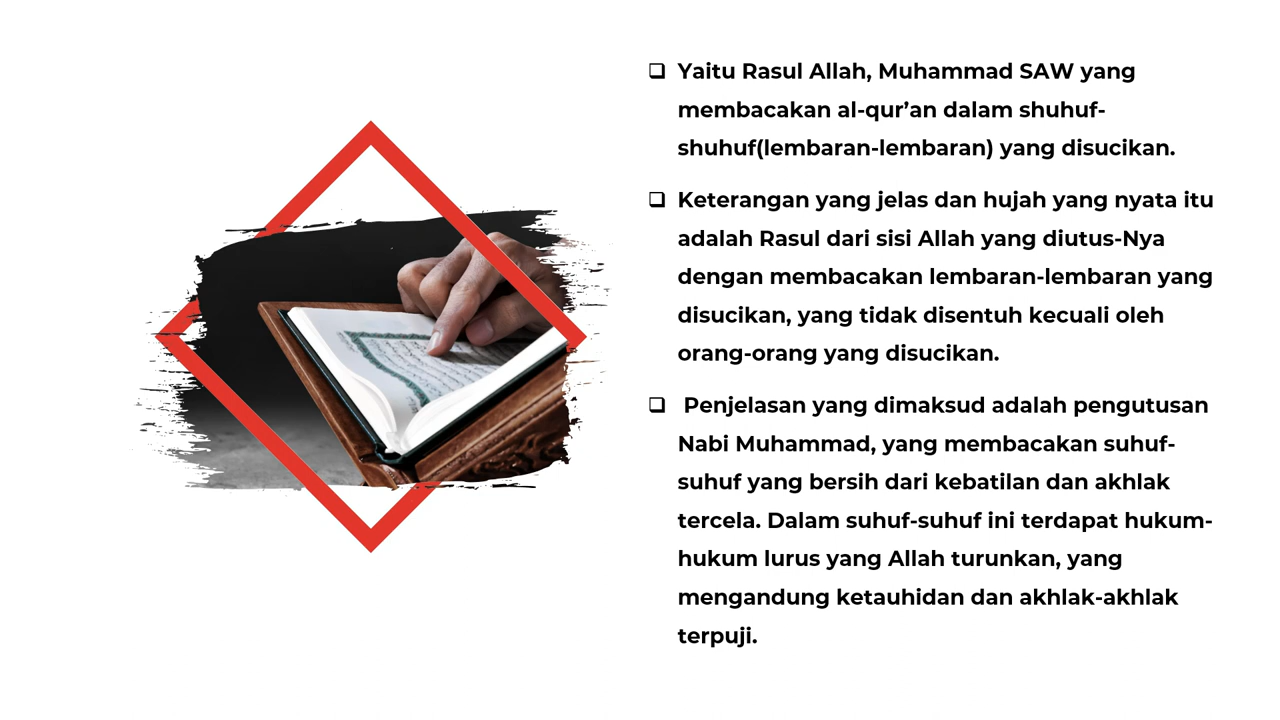 Yaitu Rasul Allah, Muhammad SAW yang
membacakan al-qur’an dalam shuhuf-
shuhuf(lembaran-lembaran) yang disucikan.
Keterangan yang jelas dan hujah yang nyata itu
adalah Rasul dari sisi Allah yang diutus-Nya
dengan membacakan lembaran-lembaran yang
disucikan, yang tidak disentuh kecuali oleh
orang-orang yang disucikan.
Penjelasan yang dimaksud adalah pengutusan
Nabi Muhammad, yang membacakan suhuf-
suhuf yang bersih dari kebatilan dan akhlak
tercela. Dalam suhuf-suhuf ini terdapat hukum-
hukum lurus yang Allah turunkan, yang
mengandung ketauhidan dan akhlak-akhlak
terpuji.